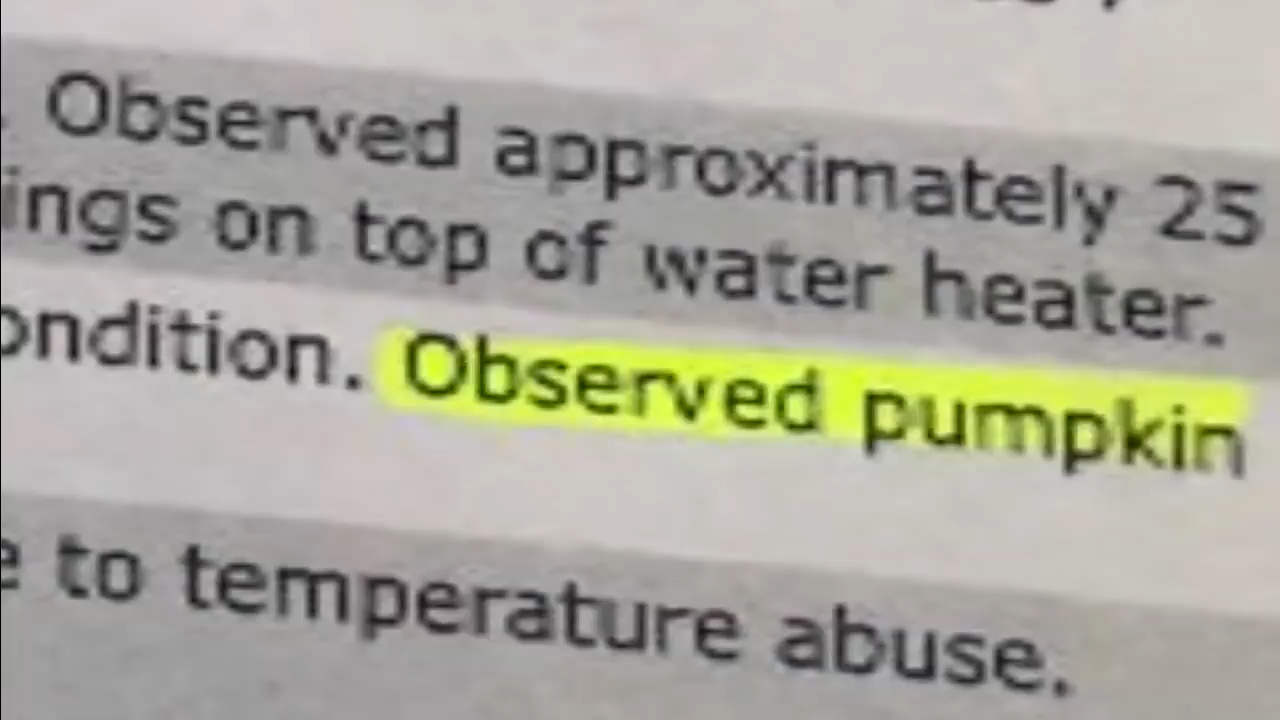 . Observed approximately 25
ings on top of water heater.
ondition. Observed pumpkin
e to temperature abuse.